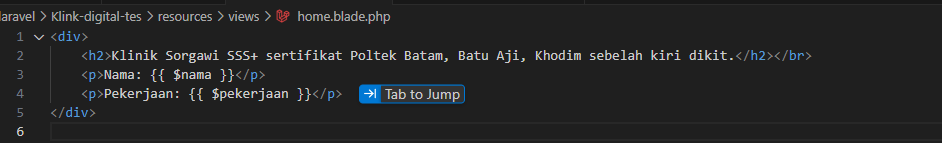 laravel > Klink-digital-tes > resources > views > home.blade.php
1 <div>
2 <h2>Klinik Sorgawi SSS+ sertifikat Poltek Batam, Batu Aji, Khodim sebelah kiri dikit.</h2></br>
3 <p>Nama: {{ $nama }}</p>
4 <p>Pekerjaan: {{ $pekerjaan }}</p> Tab to Jump
5 </div>
6